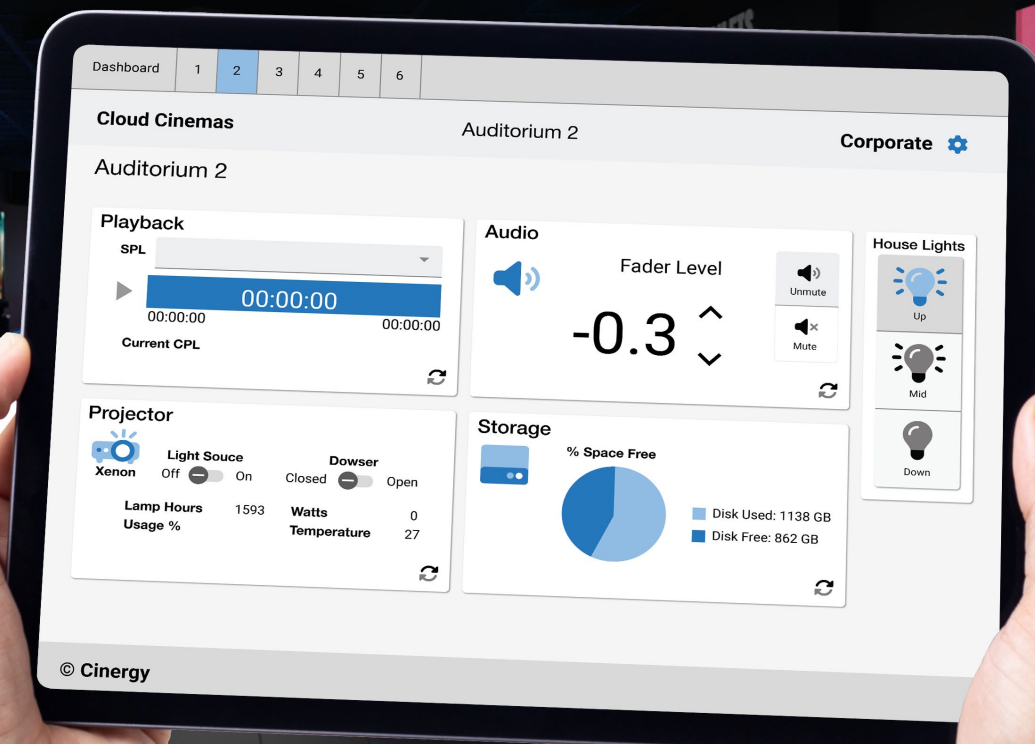 Dashboard 1 2 3 4 5 6
Cloud Cinemas Auditorium 2 Corporate
Auditorium 2
Playback
SPL
00:00:00
00:00:00 00:00:00
Current CPL
Audio
Fader Level
-0.3
Unmute
Mute
House Lights
Up
Mid
Down
Projector
Xenon
Light Souce
Off On
Dowser
Closed Open
Lamp Hours 1593 Watts 0
Usage % Temperature 27
Storage
% Space Free
Disk Used: 1138 GB
Disk Free: 862 GB
© Cinergy